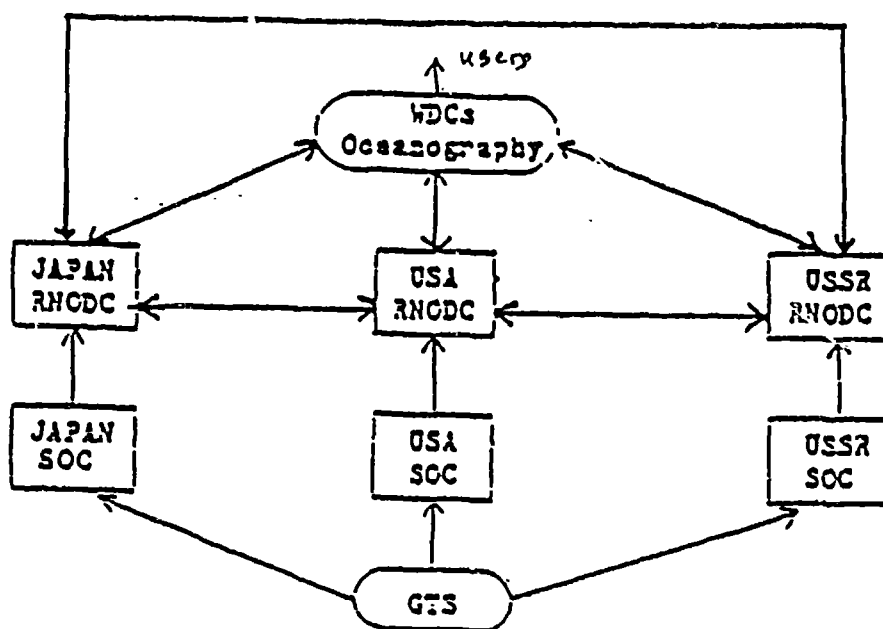 users
WDCs
Oceanography
JAPAN
RNODC
USA
RNODC
USSR
RNODC
JAPAN
SOC
USA
SOC
USSR
SOC
GTS